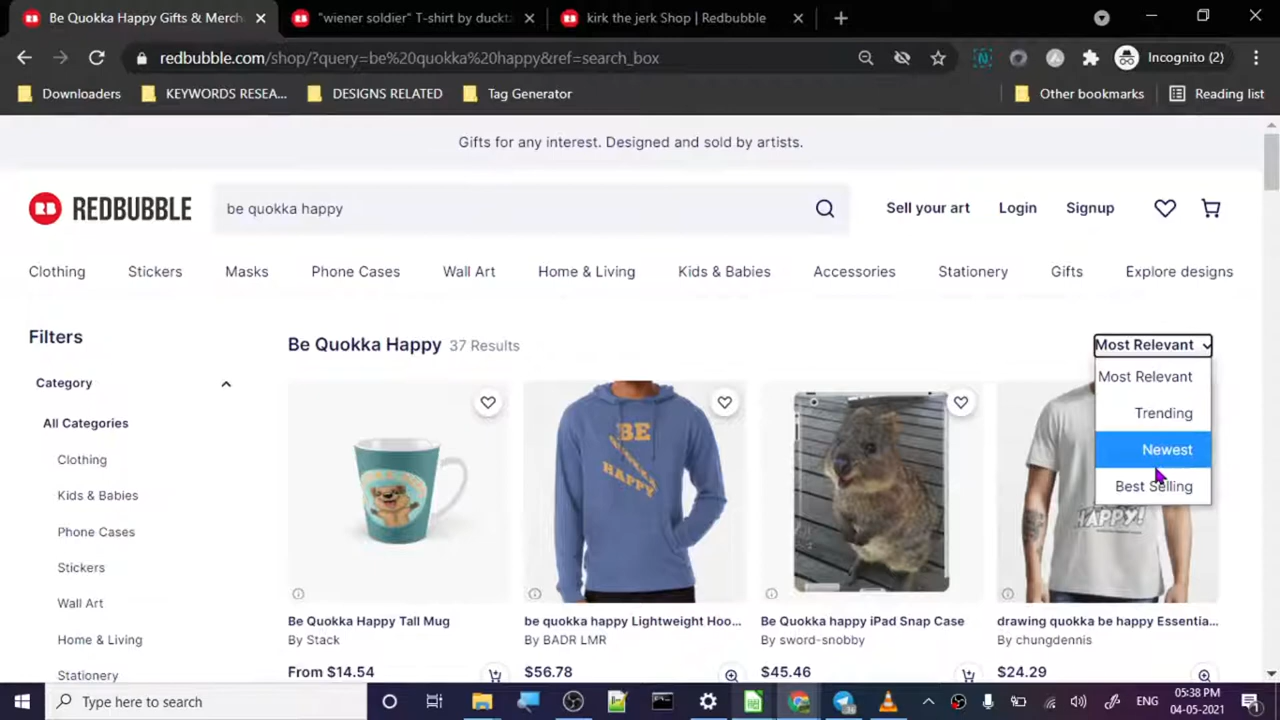 Be Quokka Happy Gifts & Merch
"wiener soldier" T-shirt by duckta
kirk the jerk Shop | Redbubble
redbubble.com/shop/?query=be%20quokka%20happy&ref=search_box
Incognito (2)
Downloaders
KEYWORDS RESEA...
DESIGNS RELATED
Tag Generator
Other bookmarks
Reading list
Gifts for any interest. Designed and sold by artists.
RB REDBUBBLE
be quokka happy
Sell your art
Login
Signup
Clothing
Stickers
Masks
Phone Cases
Wall Art
Home & Living
Kids & Babies
Accessories
Stationery
Gifts
Explore designs
Filters
Be Quokka Happy 37 Results
Most Relevant
Most Relevant
Trending
Newest
Best Selling
Category
All Categories
Clothing
Kids & Babies
Phone Cases
Stickers
Wall Art
Home & Living
Stationery
BE
HAPPY
HAPPY!
Be Quokka Happy Tall Mug
By Stack
From $14.54
be quokka happy Lightweight Hoo...
By BADR LMR
$56.78
Be Quokka happy iPad Snap Case
By sword-snobby
$45.46
drawing quokka be happy Essentia...
By chungdennis
$24.29
Type here to search
ENG
05:38 PM
04-05-2021